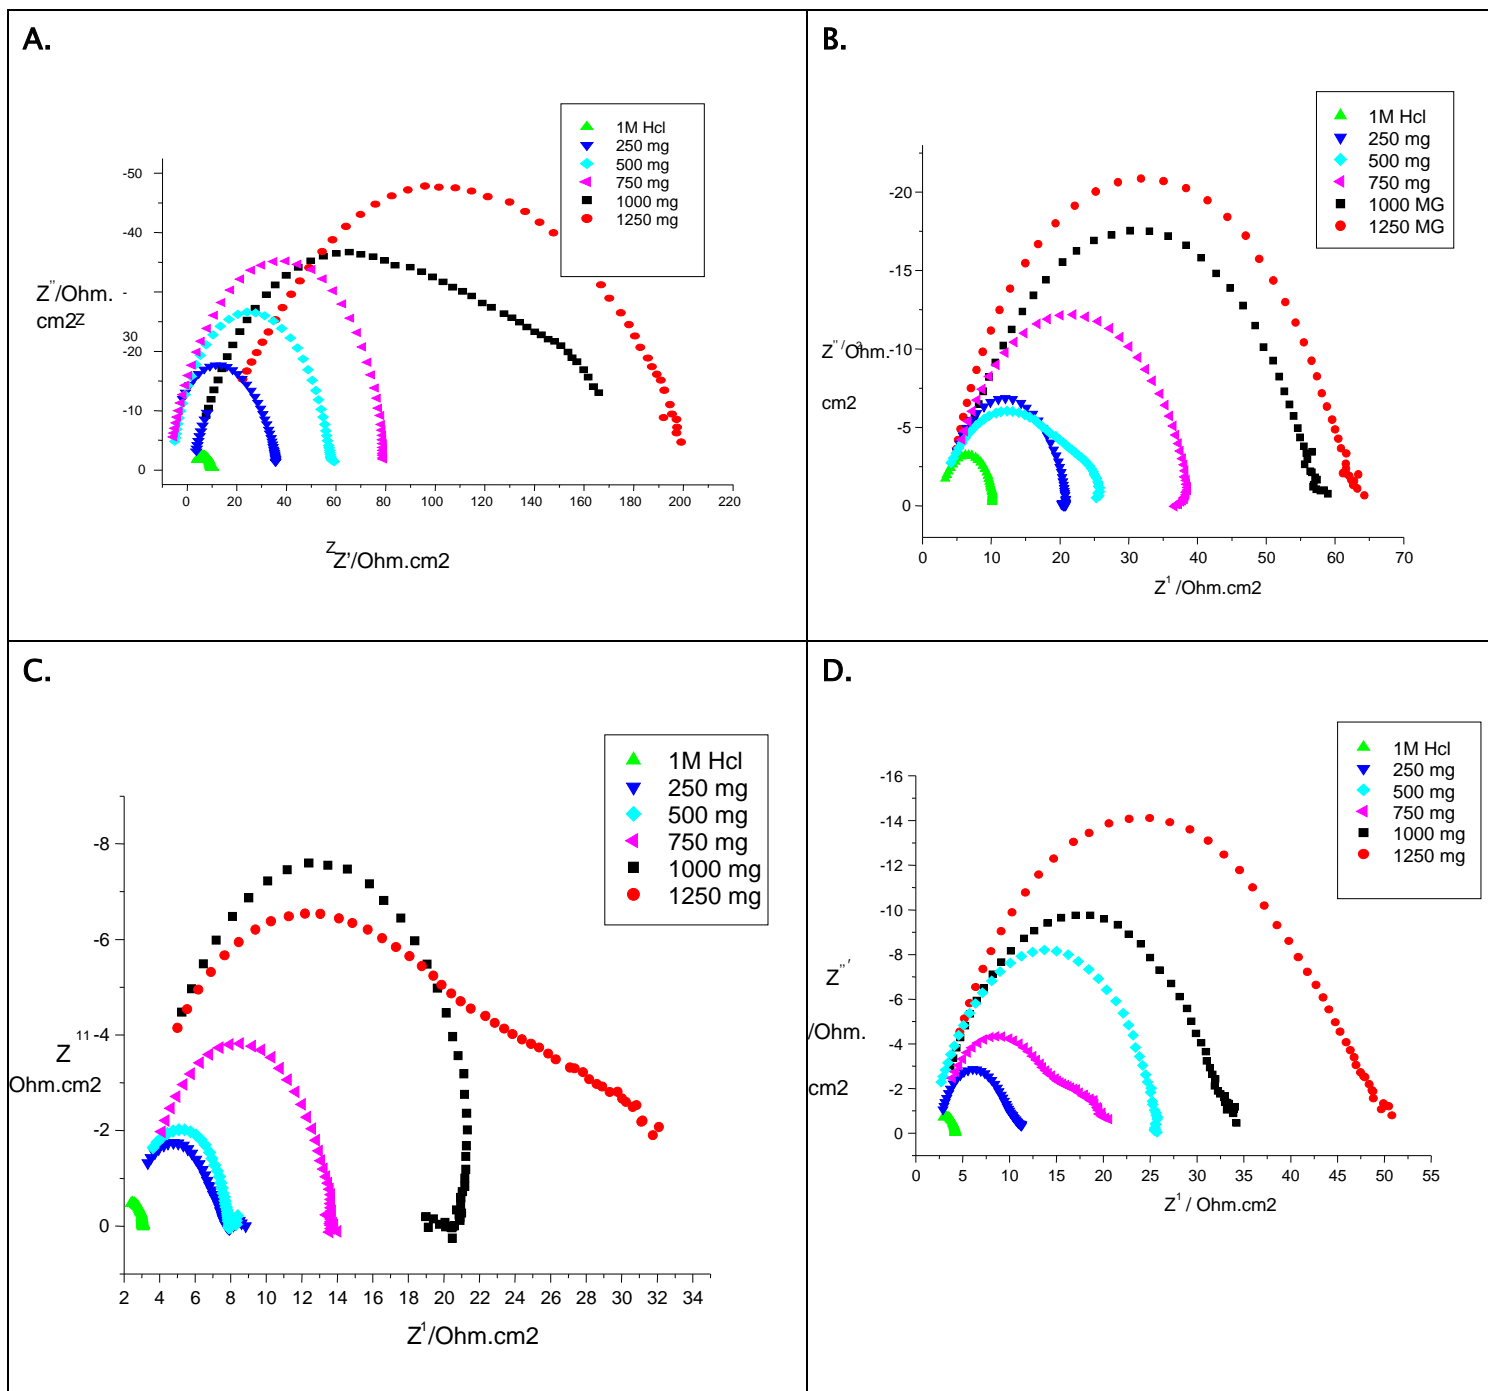 A.
1M Hcl
250 mg
500 mg
750 mg
1000 mg
1250 mg
-50
-40
-
30
-20
-10
0
Z"/Ohm.
cm2 Z
0 20 40 60 80 100 120 140 160 180 200 220
Z
Z'/Ohm.cm2
B.
1M Hcl
250 mg
500 mg
750 mg
1000 MG
1250 MG
-20
-15
-10
-5
0
Z"/Ohm.
cm2
0 10 20 30 40 50 60 70
Z1 /Ohm.cm2
C.
1M Hcl
250 mg
500 mg
750 mg
1000 mg
1250 mg
-8
-6
11 -4
-2
0
Z
Ohm.cm2
2 4 6 8 10 12 14 16 18 20 22 24 26 28 30 32 34
Z1/Ohm.cm2
D.
1M Hcl
250 mg
500 mg
750 mg
1000 mg
1250 mg
-16
-14
-12
-10
-8
-6
-4
-2
0
Z"'
/Ohm.
cm2
0 5 10 15 20 25 30 35 40 45 50 55
Z1 / Ohm.cm2